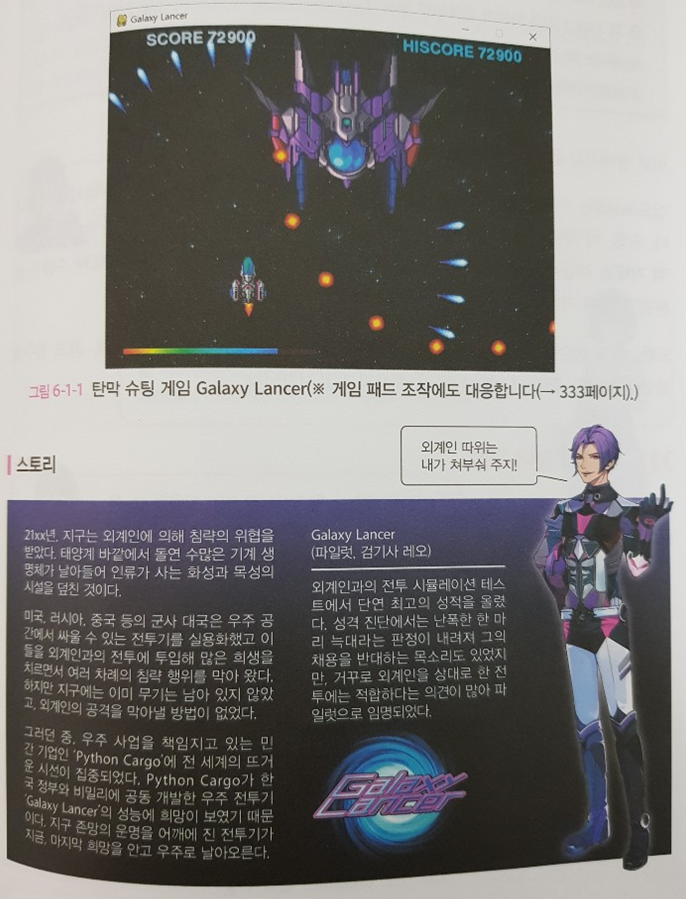 Galaxy Lancer
SCORE 72900
HISCORE 72900
그림 6-1-1 탄막 슈팅 게임 Galaxy Lancer(※ 게임 패드 조작에도 대응합니다(→ 333페이지).)
스토리
외계인 따위는
내가 쳐부숴 주지!
21xx년, 지구는 외계인에 의해 침략의 위협을
받았다. 태양계 바깥에서 돌연 수많은 기계 생
명체가 날아들어 인류가 사는 화성과 목성의
시설을 덮친 것이다.
미국, 러시아, 중국 등의 군사 대국은 우주 공
간에서 싸울 수 있는 전투기를 실용화했고 이
들을 외계인과의 전투에 투입해 많은 희생을
치르면서 여러 차례의 침략 행위를 막아 왔다.
하지만 지구에는 이미 무기는 남아 있지 않았
고, 외계인의 공격을 막아낼 방법이 없었다.
그러던 중, 우주 사업을 책임지고 있는 민
간 기업인 'Python Cargo'에 전 세계의 뜨거
운 시선이 집중되었다. Python Cargo가 한
국 정부와 비밀리에 공동 개발한 우주 전투기
'Galaxy Lancer'의 성능에 희망이 보였기 때문
이다. 지구 존망의 운명을 어깨에 진 전투기가
지금, 마지막 희망을 안고 우주로 날아오른다.
Galaxy Lancer
(파일럿, 검기사 레오)
외계인과의 전투 시뮬레이션 테스
트에서 단연 최고의 성적을 올렸
다. 성격 진단에서는 난폭한 한 마
리 늑대라는 판정이 내려져 그의
채용을 반대하는 목소리도 있었지
만, 거꾸로 외계인을 상대로 한 전
투에는 적합하다는 의견이 많아 파
일럿으로 임명되었다.
Galaxy
Lancer